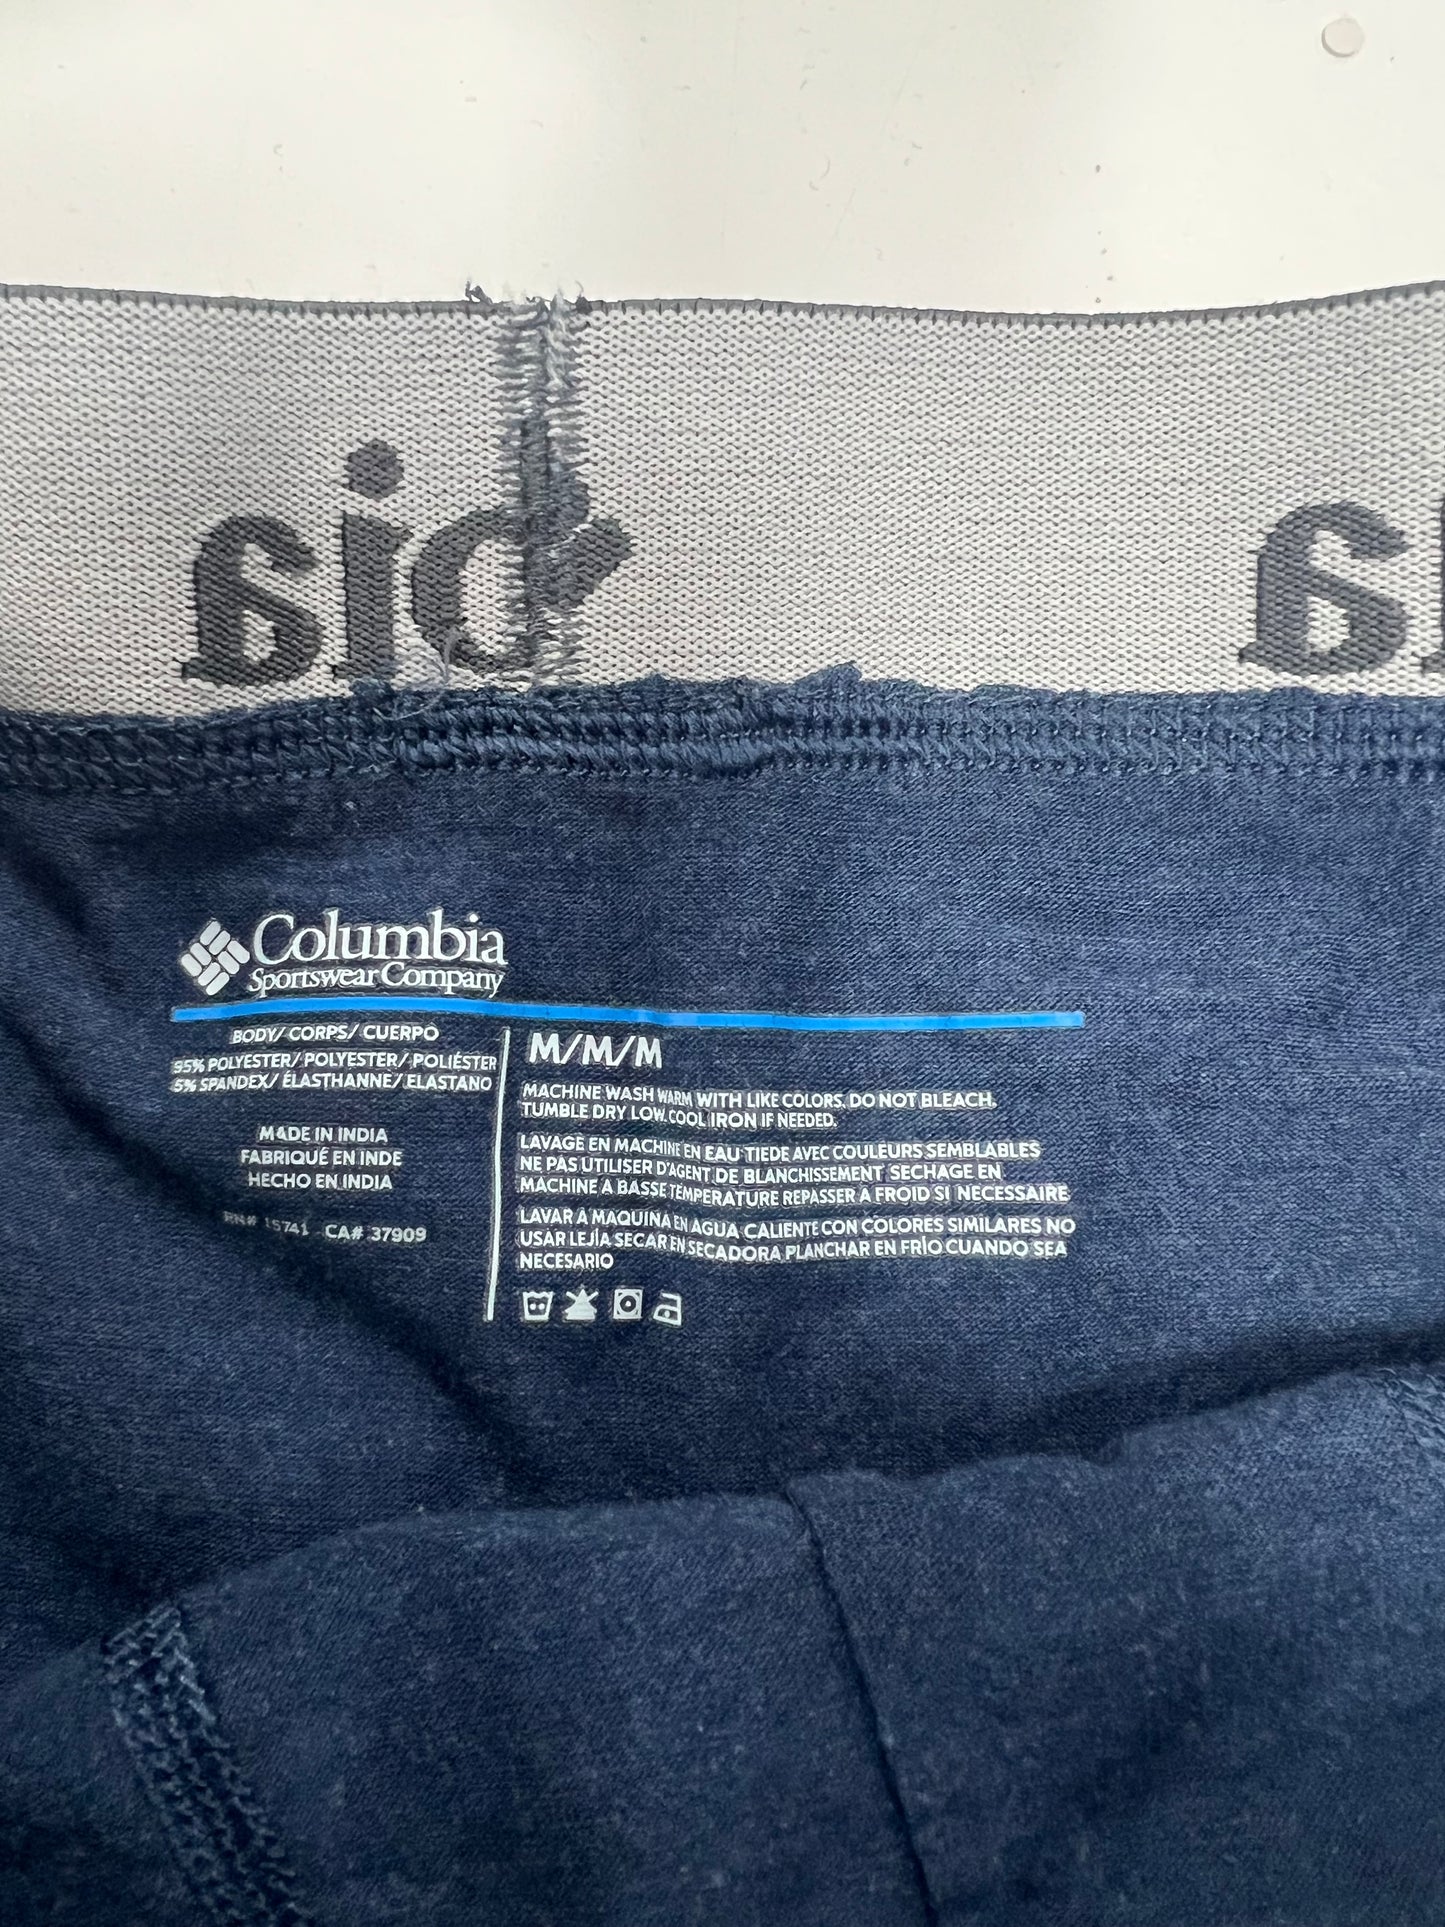 bia
a
Columbia
Sportswear Company
BODY/ CORPS/ CUERPO
95% POLYESTER/ POLYESTER/ POLIÉSTER
5% SPANDEX/ ÉLASTHANNE/ ELASTANO
MADE IN INDIA
FABRIQUÉ EN INDE
HECHO EN INDIA
RN# 15741 CA# 37909
M/M/M
MACHINE WASH WARM WITH LIKE COLORS. DO NOT BLEACH.
TUMBLE DRY LOW. COOL IRON IF NEEDED.
LAVAGE EN MACHINE EN EAU TIEDE AVEC COULEURS SEMBLABLES
NE PAS UTILISER D'AGENT DE BLANCHISSEMENT SECHAGE EN
MACHINE A BASSE TEMPERATURE REPASSER A FROID SI NECESSAIRE
LAVAR A MAQUINA EN AGUA CALIENTE CON COLORES SIMILARES NO
USAR LEJÍA SECAR EN SECADORA PLANCHAR EN FRÍO CUANDO SEA
NECESARIO